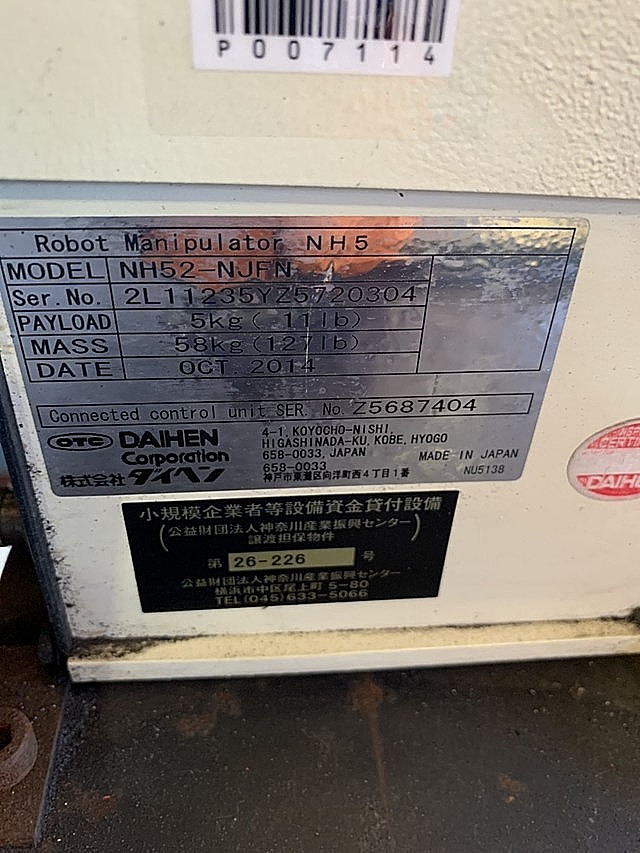 P007114
Robot Manipulator NH5
MODEL NH52-NJFN
Ser.No. 2L11235YZ5720304
PAYLOAD 5kg( 11lb)
MASS 58kg(127lb)
DATE OCT.2014
Connected control unit SER. No. Z5687404
OTC DAIHEN Corporation
株式会社ダイヘン
4-1, KOYOCHO-NISHI,
HIGASHINADA-KU, KOBE, HYOGO
658-0033, JAPAN MADE IN JAPAN
658-0033 NU5138
神戸市東灘区向洋町西4丁目1番
小規模企業者等設備資金貸付設備
(公益財団法人神奈川産業振興センター)
譲渡担保物件
第 26-226 号
公益財団法人神奈川産業振興センター
横浜市中区尾上町 5-80
TEL(045)633-5066
DAIHE